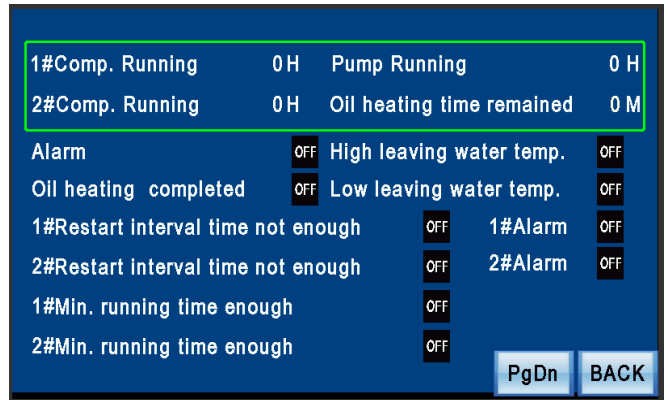 1#Comp. Running 0 H Pump Running 0 H
2#Comp. Running 0 H Oil heating time remained 0 M
Alarm OFF High leaving water temp. OFF
Oil heating completed OFF Low leaving water temp. OFF
1#Restart interval time not enough OFF 1#Alarm OFF
2#Restart interval time not enough OFF 2#Alarm OFF
1#Min. running time enough OFF
2#Min. running time enough OFF
PgDn BACK